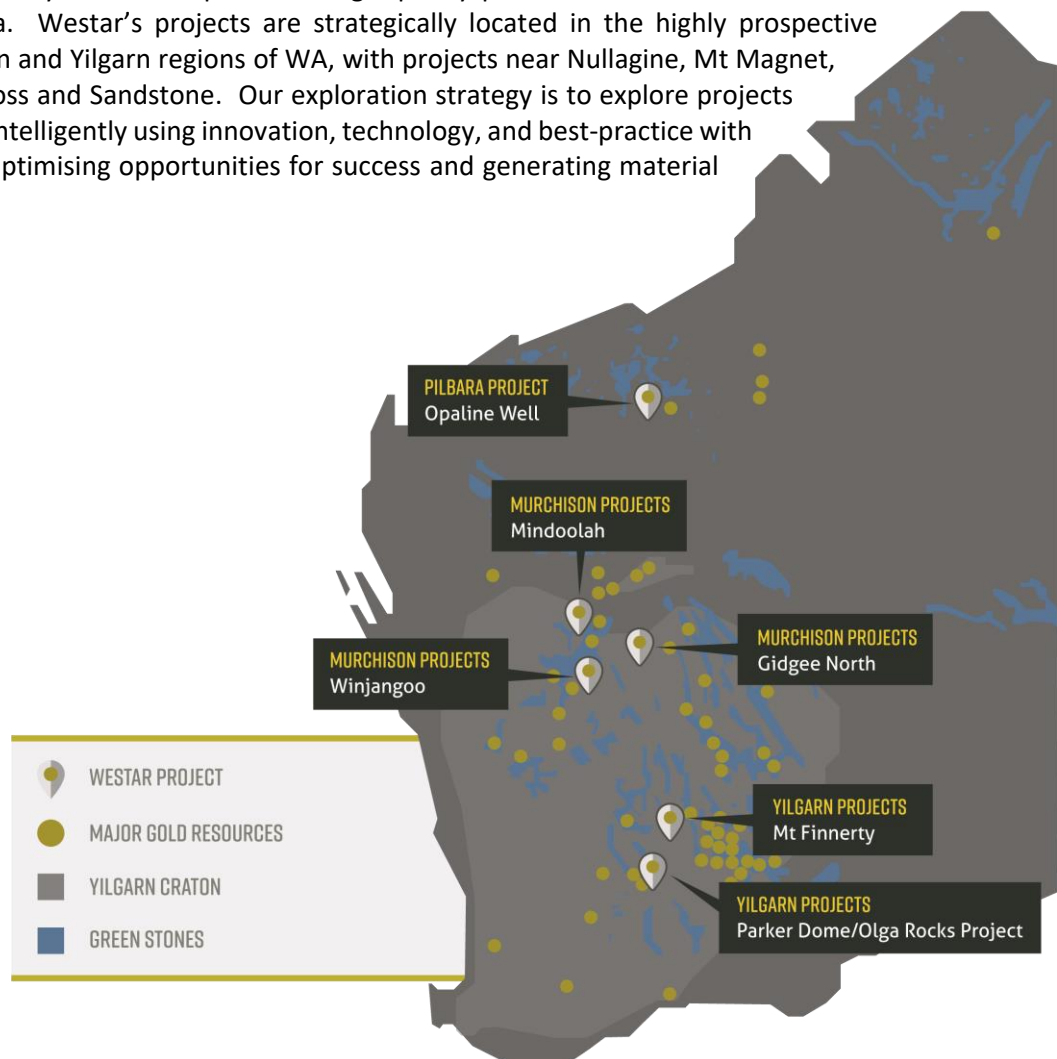 a. Westar’s projects are strategically located in the highly prospective
n and Yilgarn regions of WA, with projects near Nullagine, Mt Magnet,
oss and Sandstone. Our exploration strategy is to explore projects
ntelligently using innovation, technology, and best-practice with
ptimising opportunities for success and generating material
PILBARA PROJECT
Opaline Well
MURCHISON PROJECTS
Mindoolah
MURCHISON PROJECTS
Gidgee North
MURCHISON PROJECTS
Winjangoo
WESTAR PROJECT
MAJOR GOLD RESOURCES
YILGARN CRATON
GREEN STONES
YILGARN PROJECTS
Mt Finnerty
YILGARN PROJECTS
Parker Dome/Olga Rocks Project